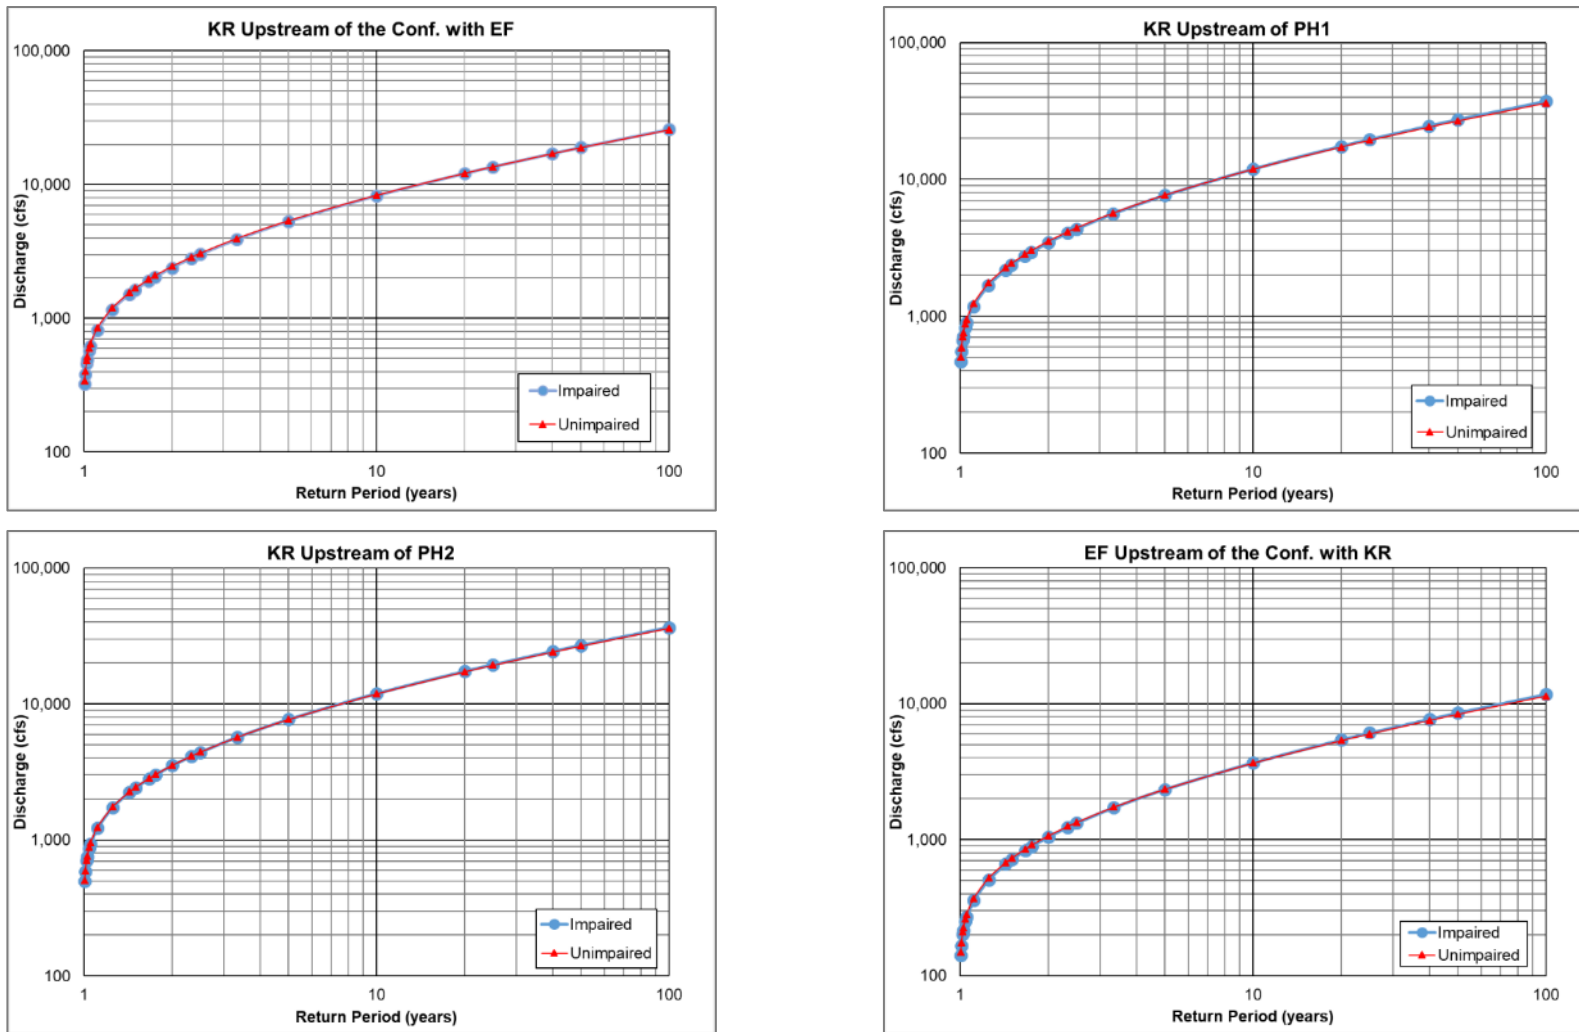 KR Upstream of the Conf. with EF
100,000
10,000
1,000
100
Discharge (cfs)
1 10 100
Return Period (years)
Impaired
Unimpaired
KR Upstream of PH1
100,000
10,000
1,000
100
Discharge (cfs)
1 10 100
Return Period (years)
Impaired
Unimpaired
KR Upstream of PH2
100,000
10,000
1,000
100
Discharge (cfs)
1 10 100
Return Period (years)
Impaired
Unimpaired
EF Upstream of the Conf. with KR
100,000
10,000
1,000
100
Discharge (cfs)
1 10 100
Return Period (years)
Impaired
Unimpaired